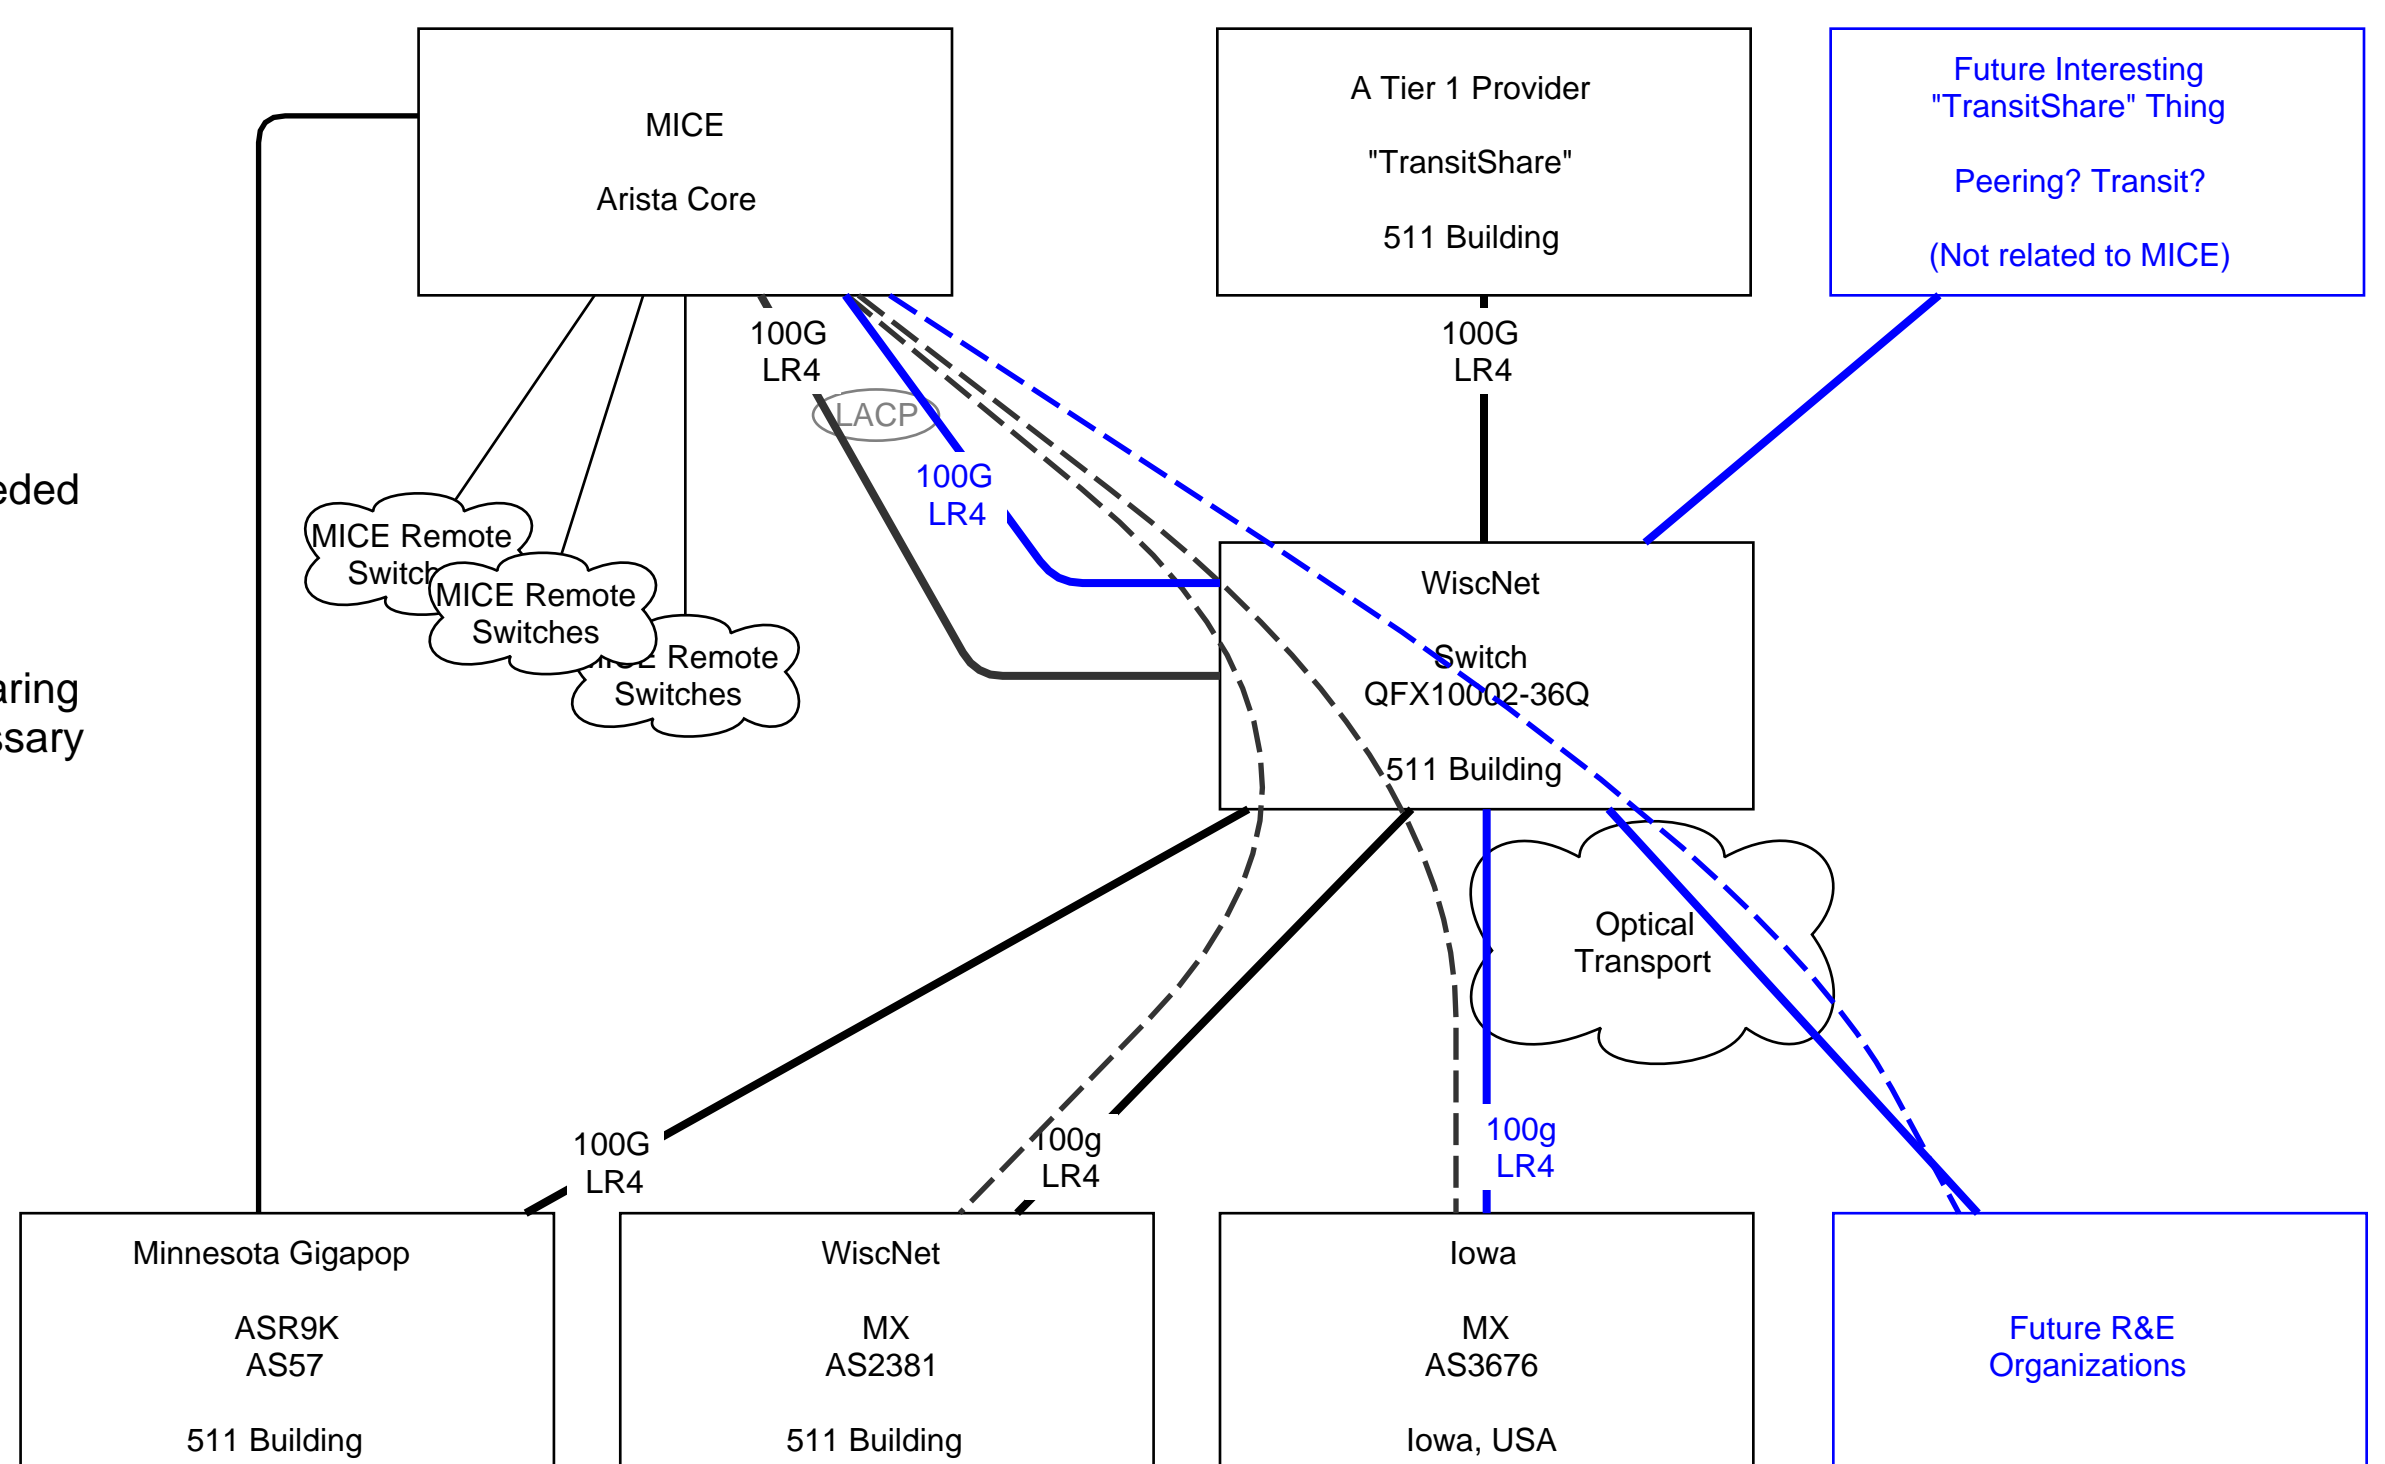 MICE
Arista Core
A Tier 1 Provider
"TransitShare"
511 Building
Future Interesting
"TransitShare" Thing
Peering? Transit?
(Not related to MICE)
100G
LR4
LACP
100G
LR4
100G
LR4
MICE Remote
Switch
MICE Remote
Switches
Remote
Switches
WiscNet
Switch
QFX10002-36Q
511 Building
Optical
Transport
100G
LR4
100g
LR4
100g
LR4
Minnesota Gigapop
ASR9K
AS57
511 Building
WiscNet
MX
AS2381
511 Building
Iowa
MX
AS3676
Iowa, USA
Future R&E
Organizations